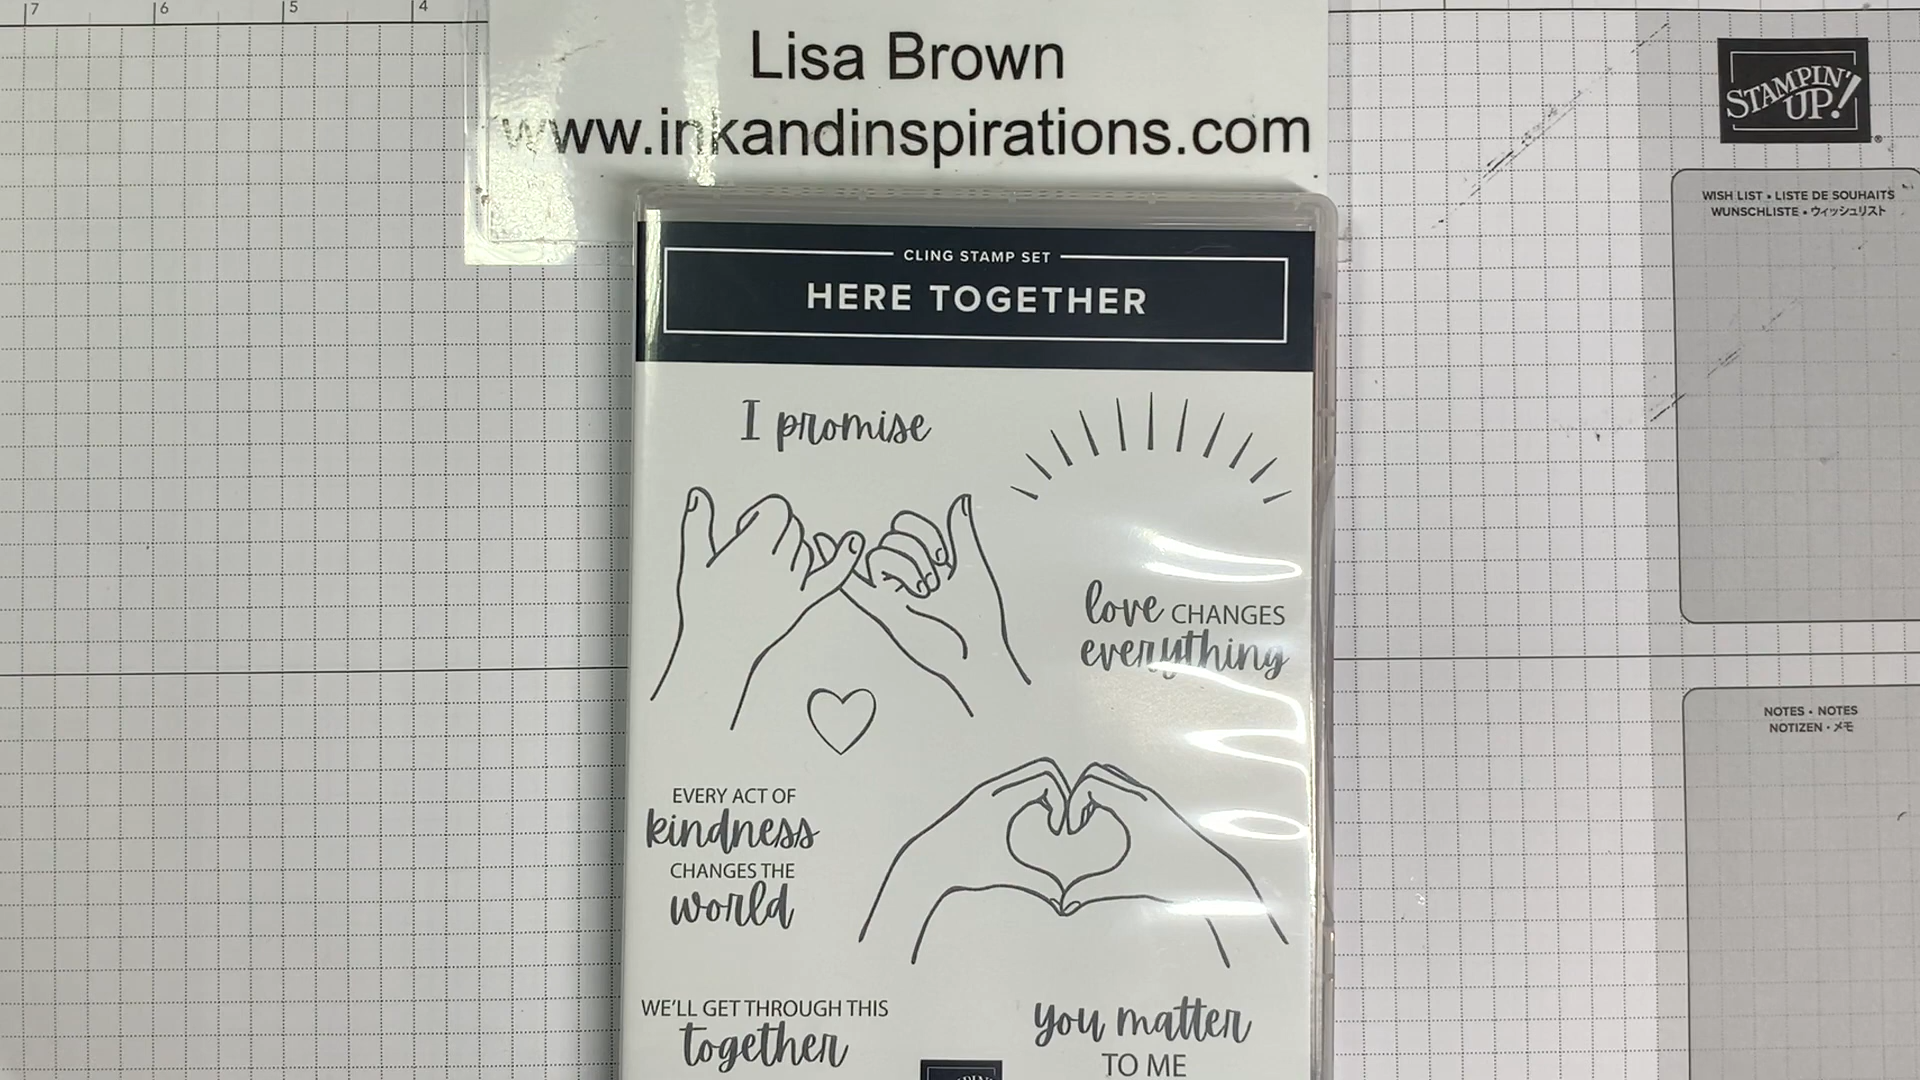 7 6 5 4
Lisa Brown
www.inkandinspirations.com
STAMPIN' UP!®
WISH LIST • LISTE DE SOUHAITS
WUNSCHLISTE • ウィッシュリスト
CLING STAMP SET
HERE TOGETHER
I promise
love CHANGES
everything
NOTES • NOTES
NOTIZEN • メモ
EVERY ACT OF
kindness
CHANGES THE
world
WE'LL GET THROUGH THIS
together
you matter
TO ME
STAMPIN'